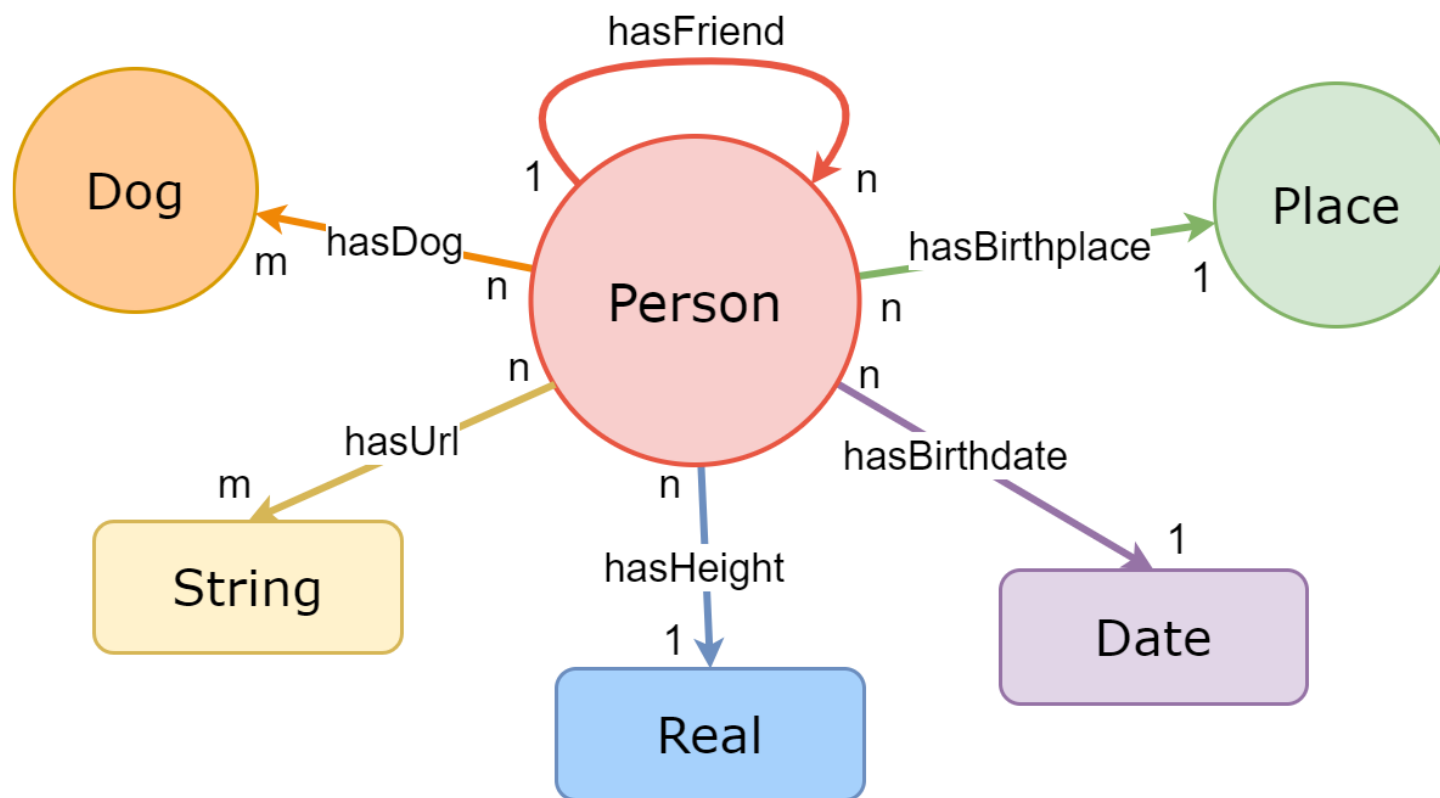 hasFriend
1
n
Dog
Place
hasDog
m
n
hasBirthplace
n
1
Person
n
hasUrl
m
n
hasBirthdate
1
n
hasHeight
1
String
Real
Date